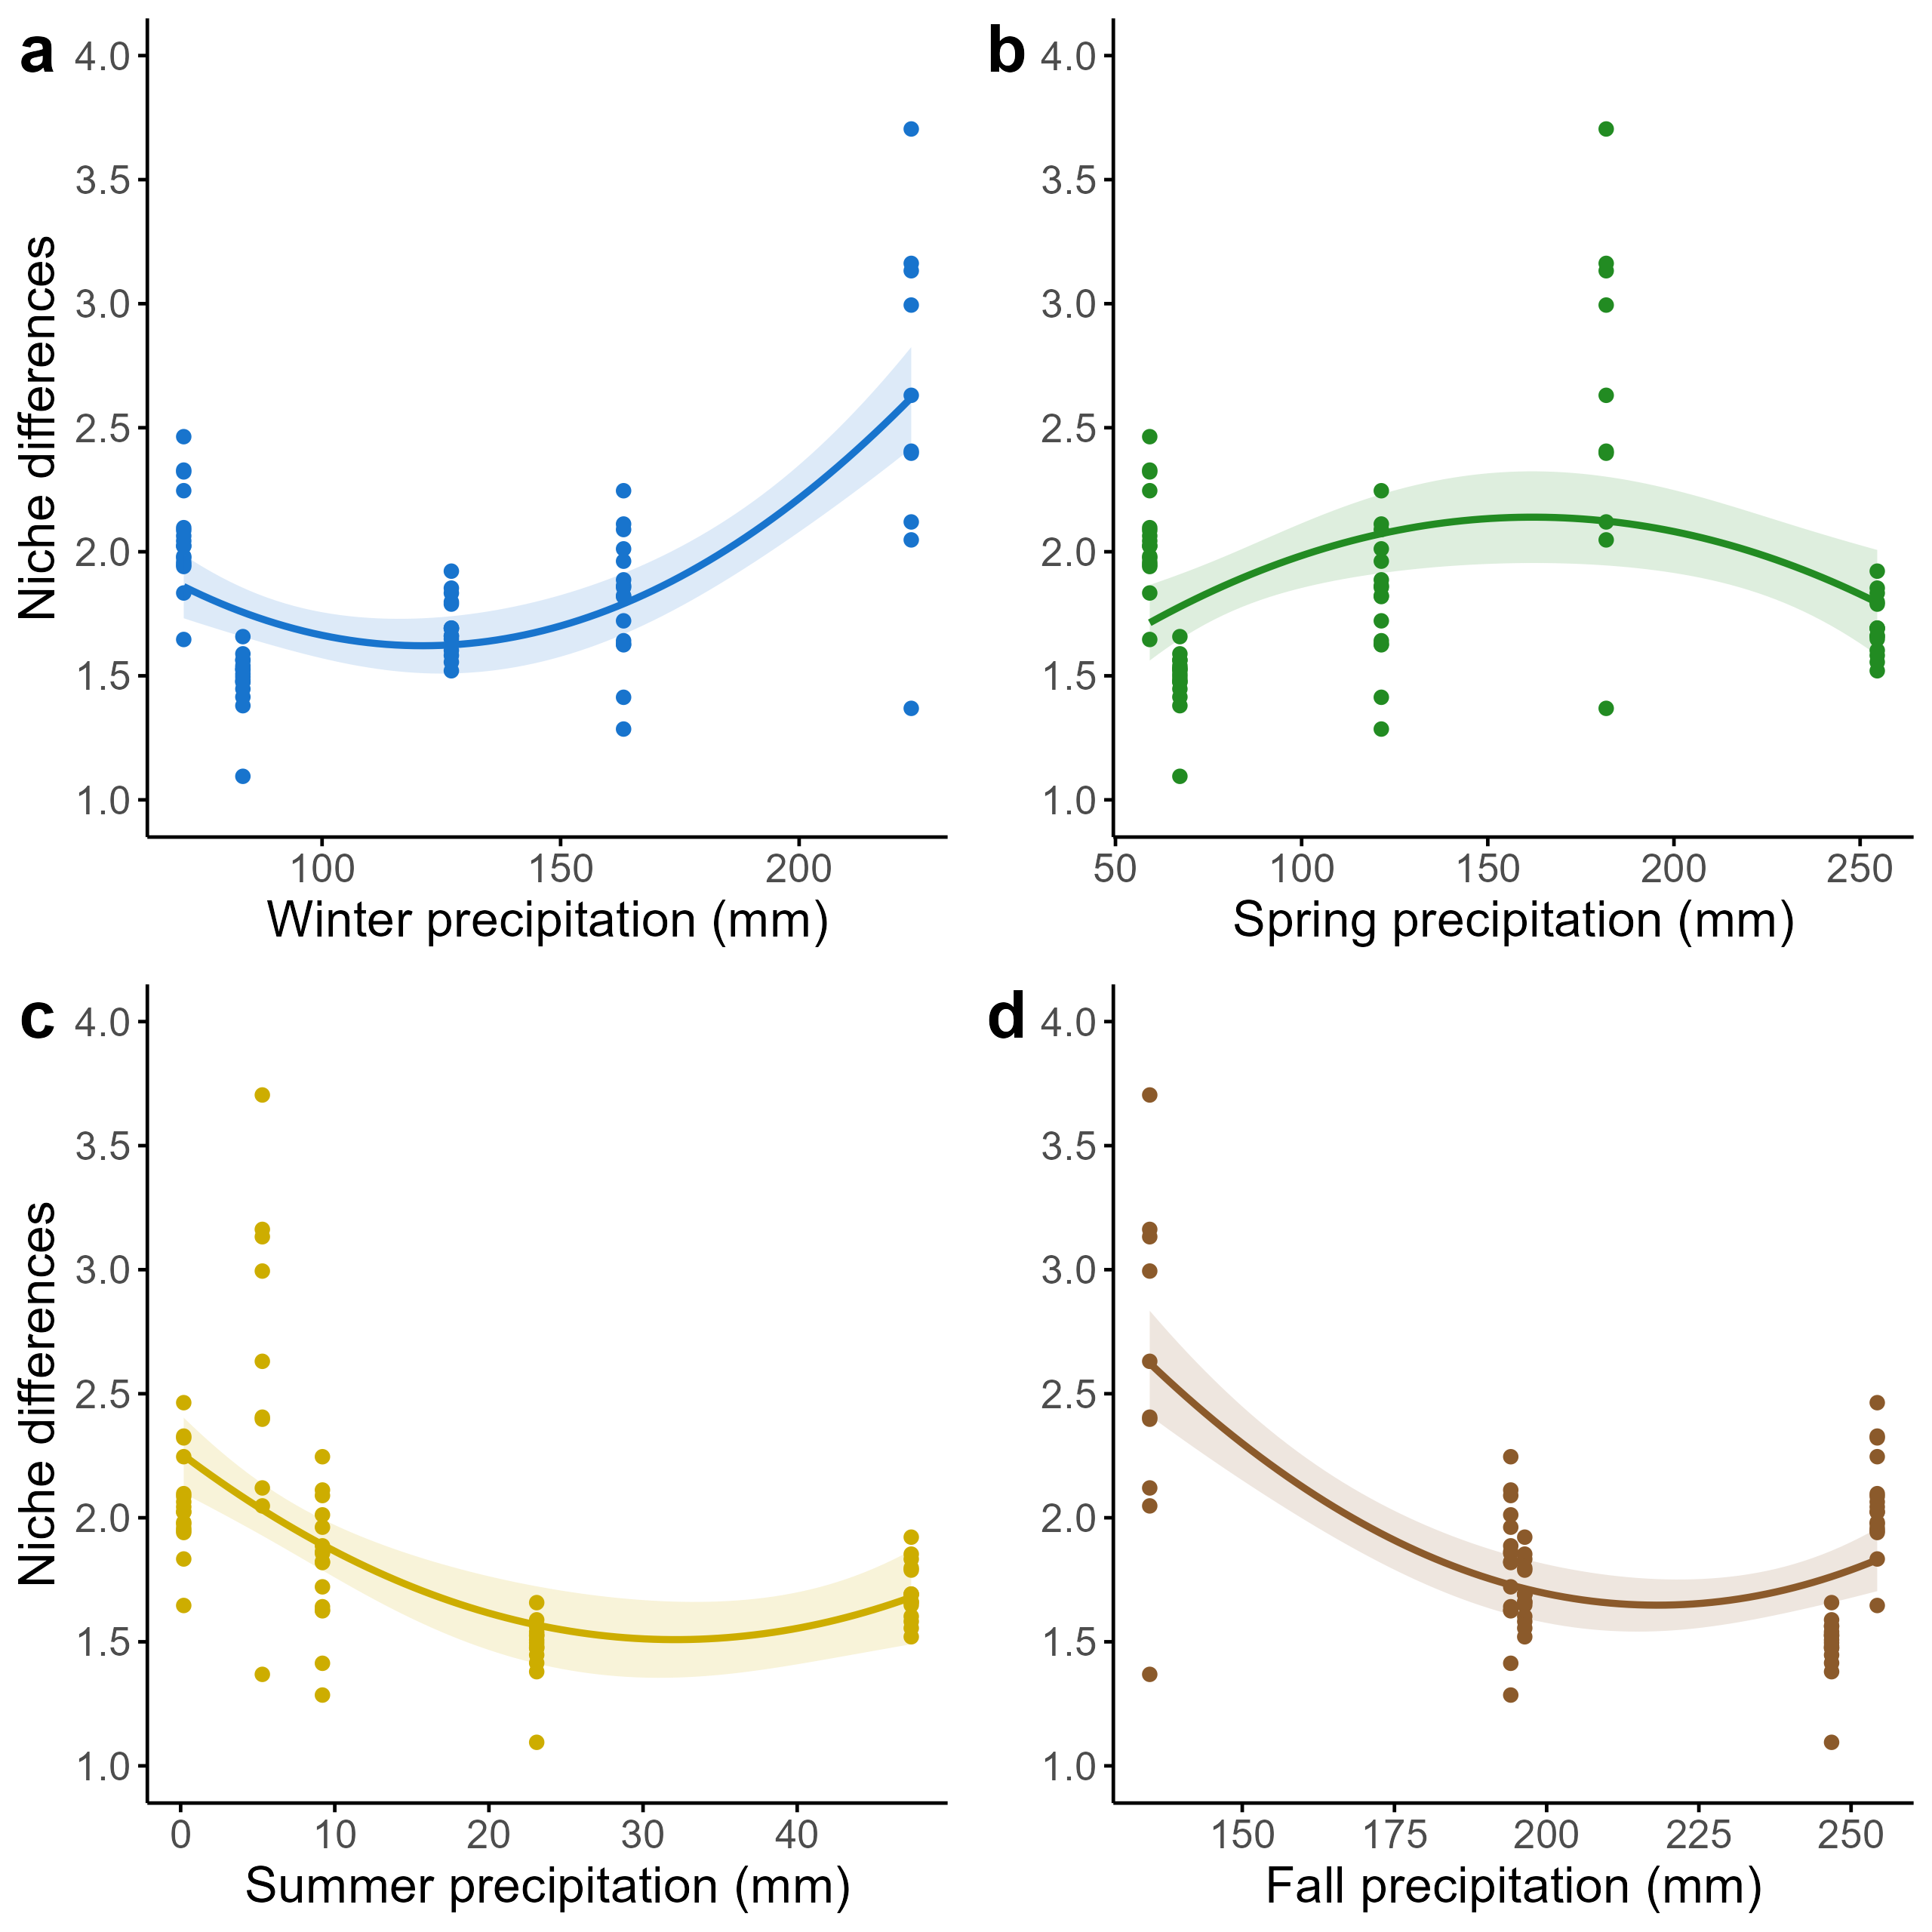 a
4.0
3.5
3.0
2.5
2.0
1.5
1.0
Niche differences
100 150 200
Winter precipitation (mm)
b
4.0
3.5
3.0
2.5
2.0
1.5
1.0
50 100 150 200 250
Spring precipitation (mm)
c
4.0
3.5
3.0
2.5
2.0
1.5
1.0
Niche differences
0 10 20 30 40
Summer precipitation (mm)
d
4.0
3.5
3.0
2.5
2.0
1.5
1.0
150 175 200 225 250
Fall precipitation (mm)